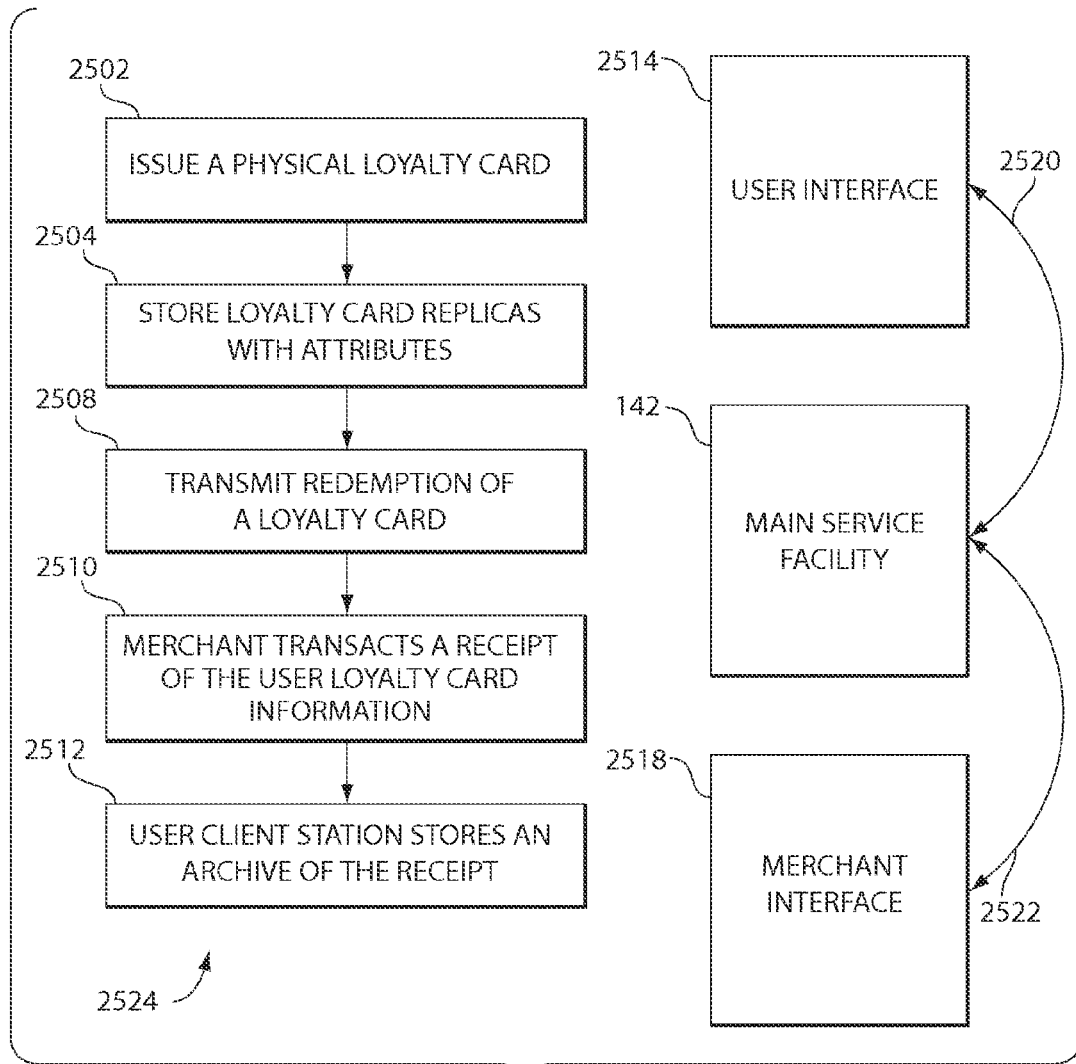 2502
ISSUE A PHYSICAL LOYALTY CARD
2504
STORE LOYALTY CARD REPLICAS
WITH ATTRIBUTES
2508
TRANSMIT REDEMPTION OF
A LOYALTY CARD
2510
MERCHANT TRANSACTS A RECEIPT
OF THE USER LOYALTY CARD
INFORMATION
2512
USER CLIENT STATION STORES AN
ARCHIVE OF THE RECEIPT
2524
2514
USER INTERFACE
2520
142
MAIN SERVICE
FACILITY
2518
MERCHANT
INTERFACE
2522